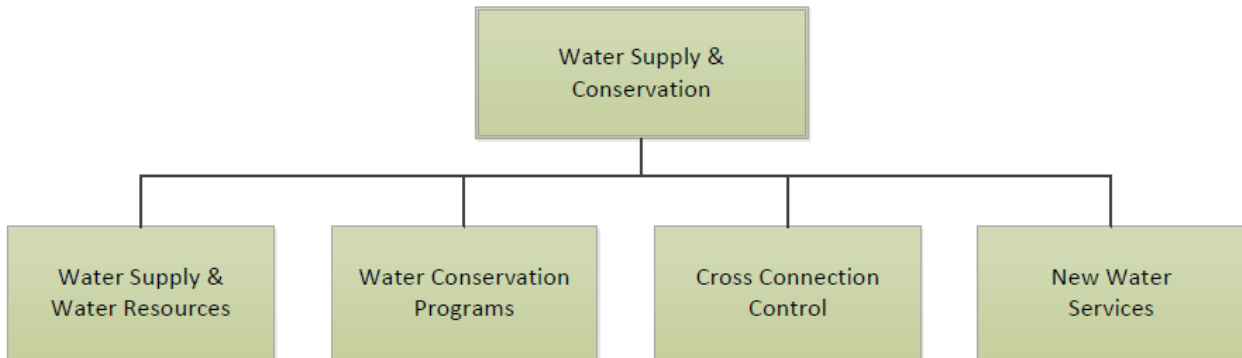 Water Supply &
Conservation
Water Supply &
Water Resources
Water Conservation
Programs
Cross Connection
Control
New Water
Services